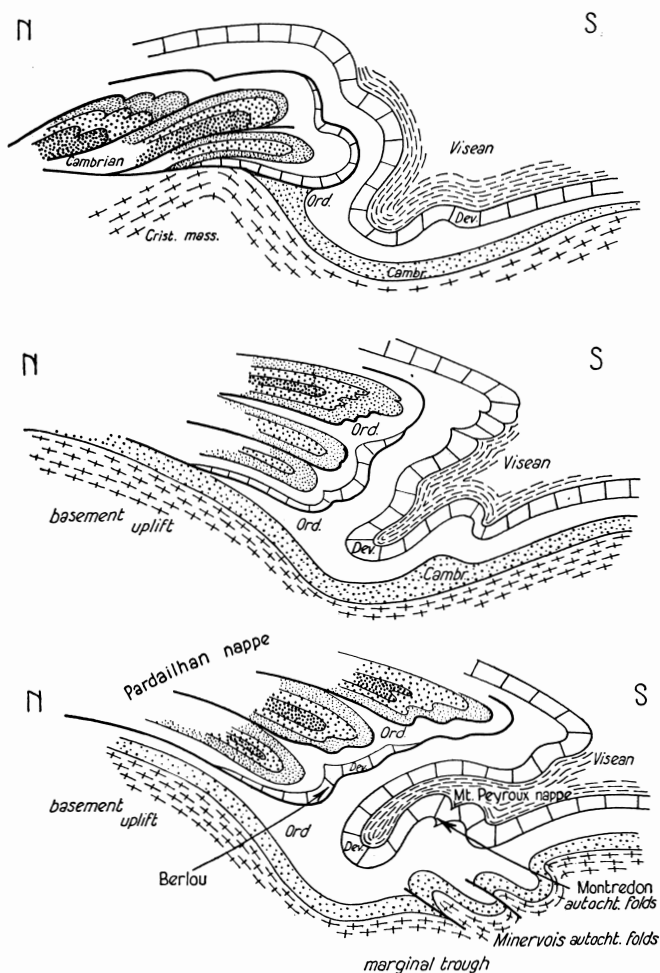 N
S
Visean
Cambrian
Ord.
Dev.
Crist. mass.
Cambr.
N
S
Ord.
Visean
basement uplift
Ord.
Dev.
Cambr.
Pardailhan nappe
N
S
Ord
Dev.
Visean
Mt. Peyroux nappe
basement
uplift
Ord
Dev.
Berlou
Montredon
autocht. folds
Minervois autocht. folds
marginal trough